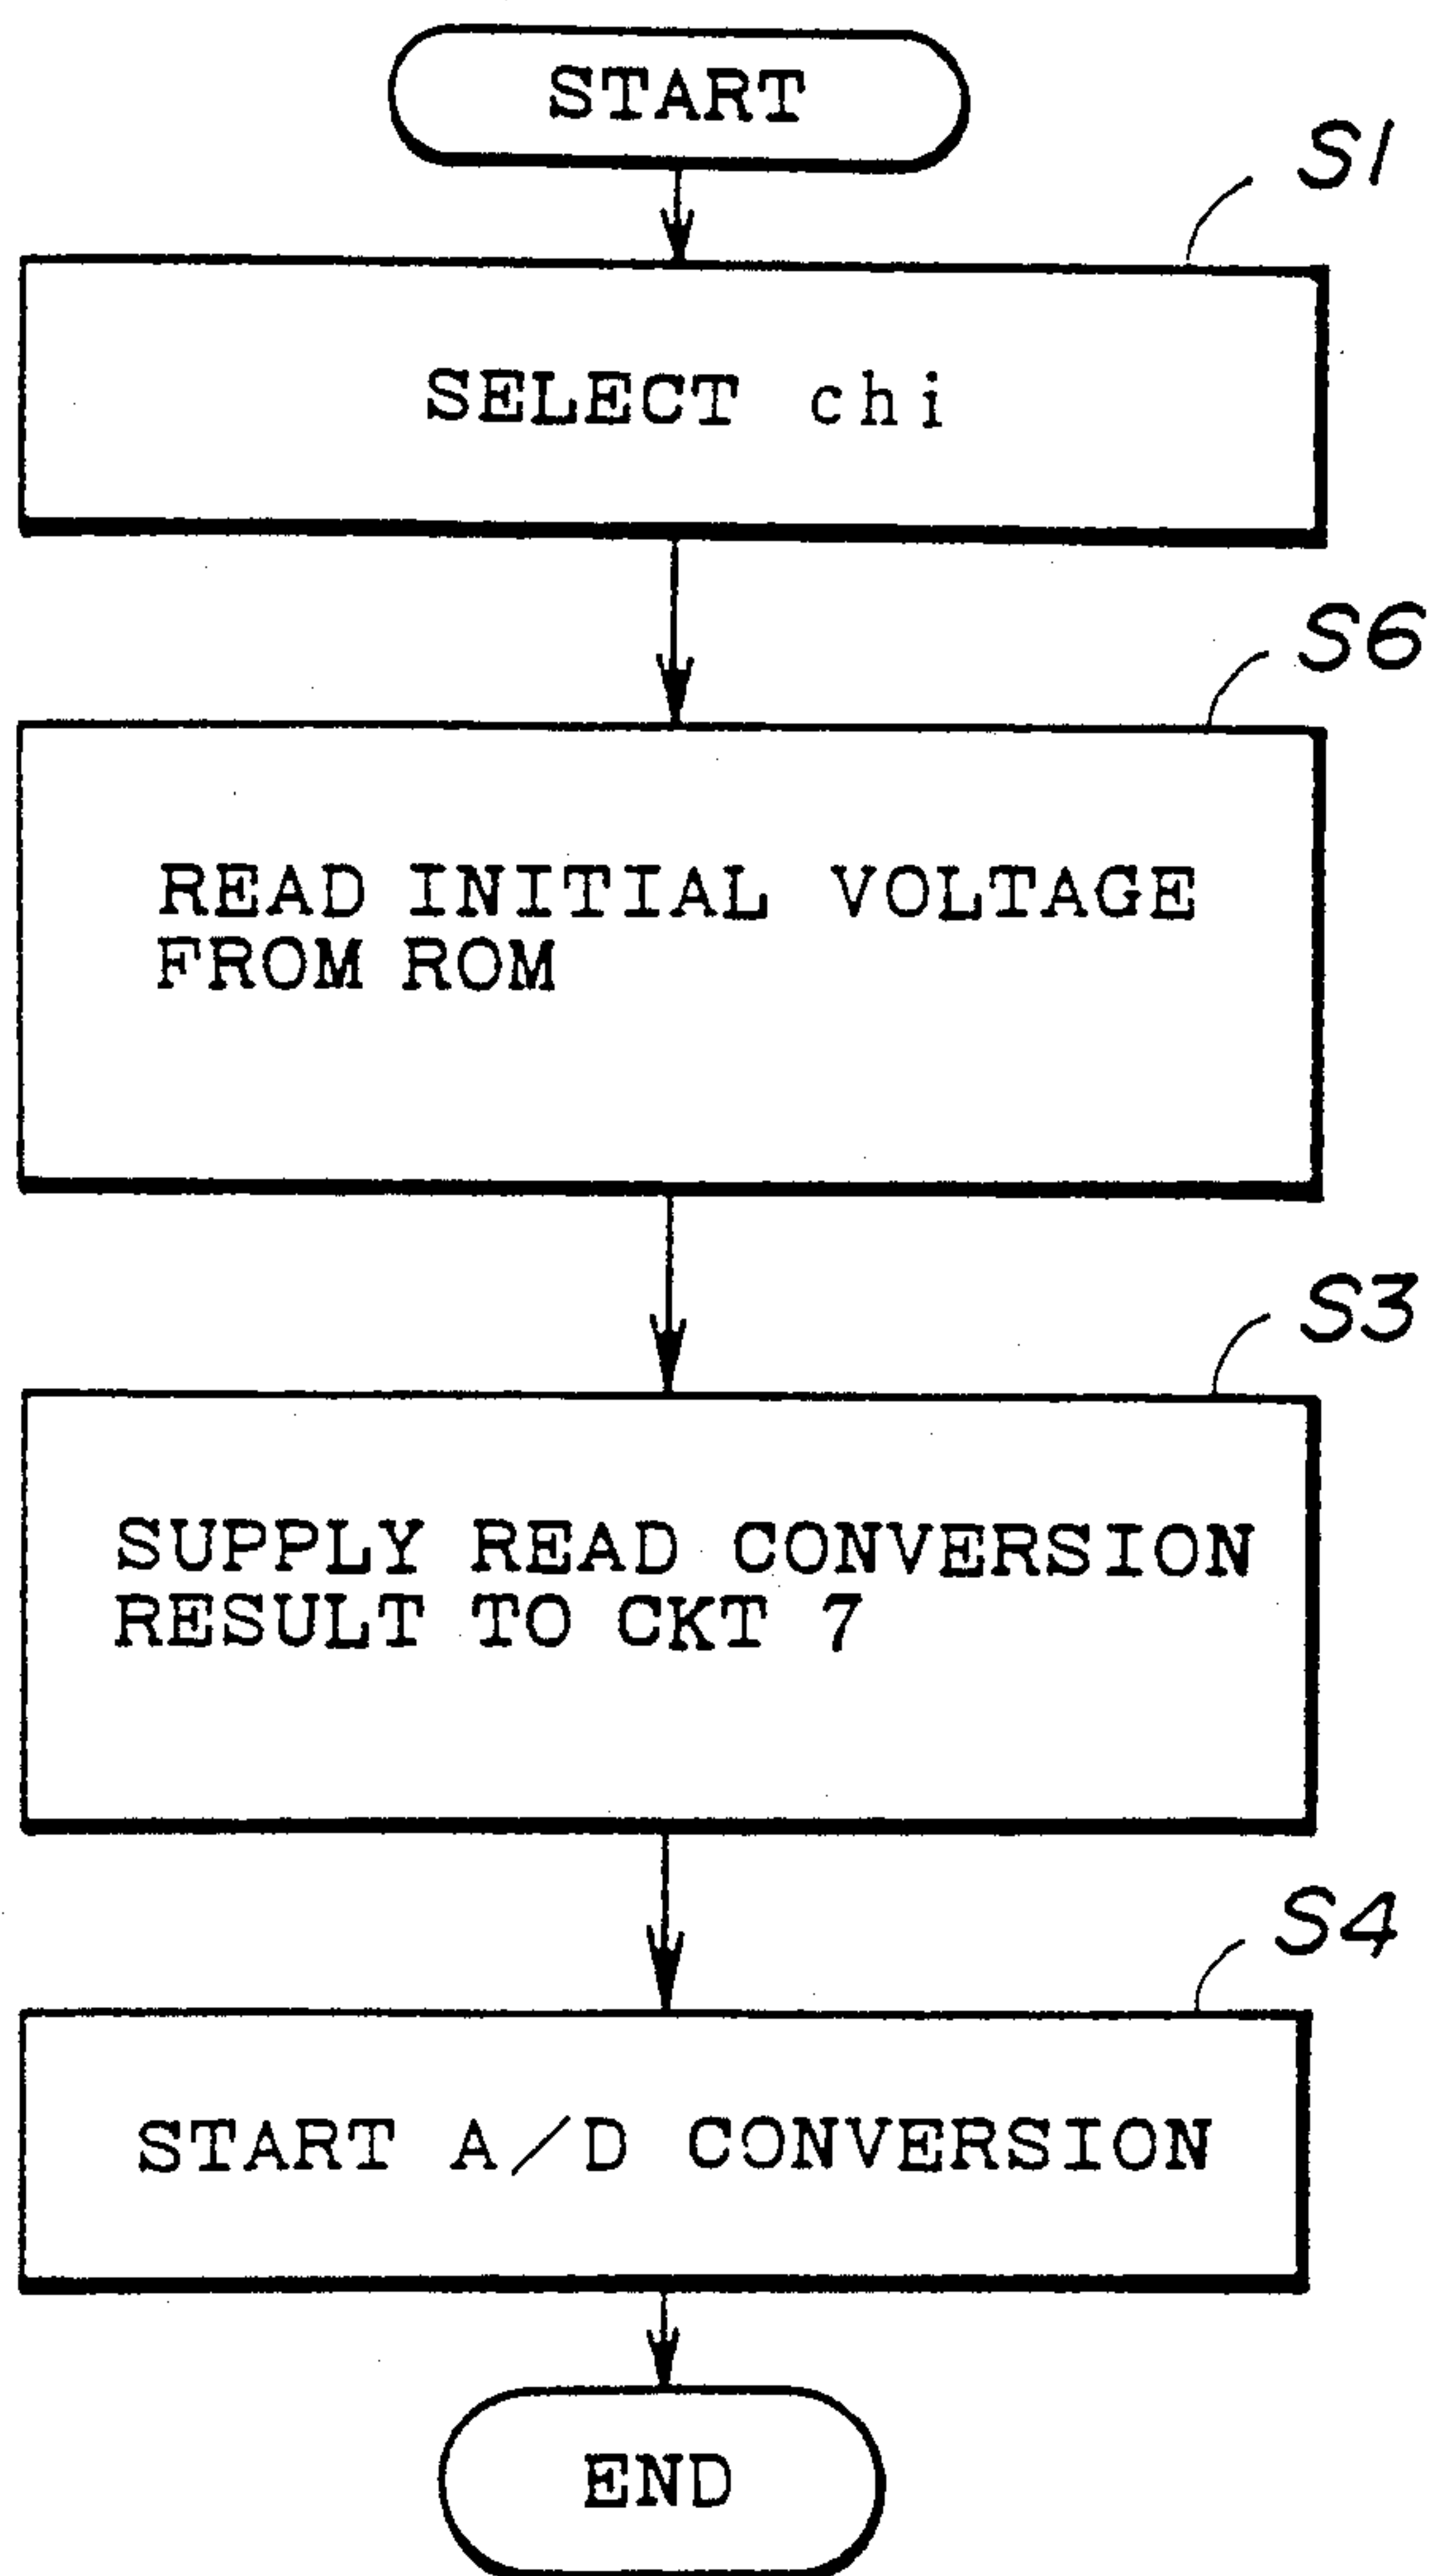 START
S1
SELECT chi
S6
READ INITIAL VOLTAGE
FROM ROM
S3
SUPPLY READ CONVERSION
RESULT TO CKT 7
S4
START A/D CONVERSION
END